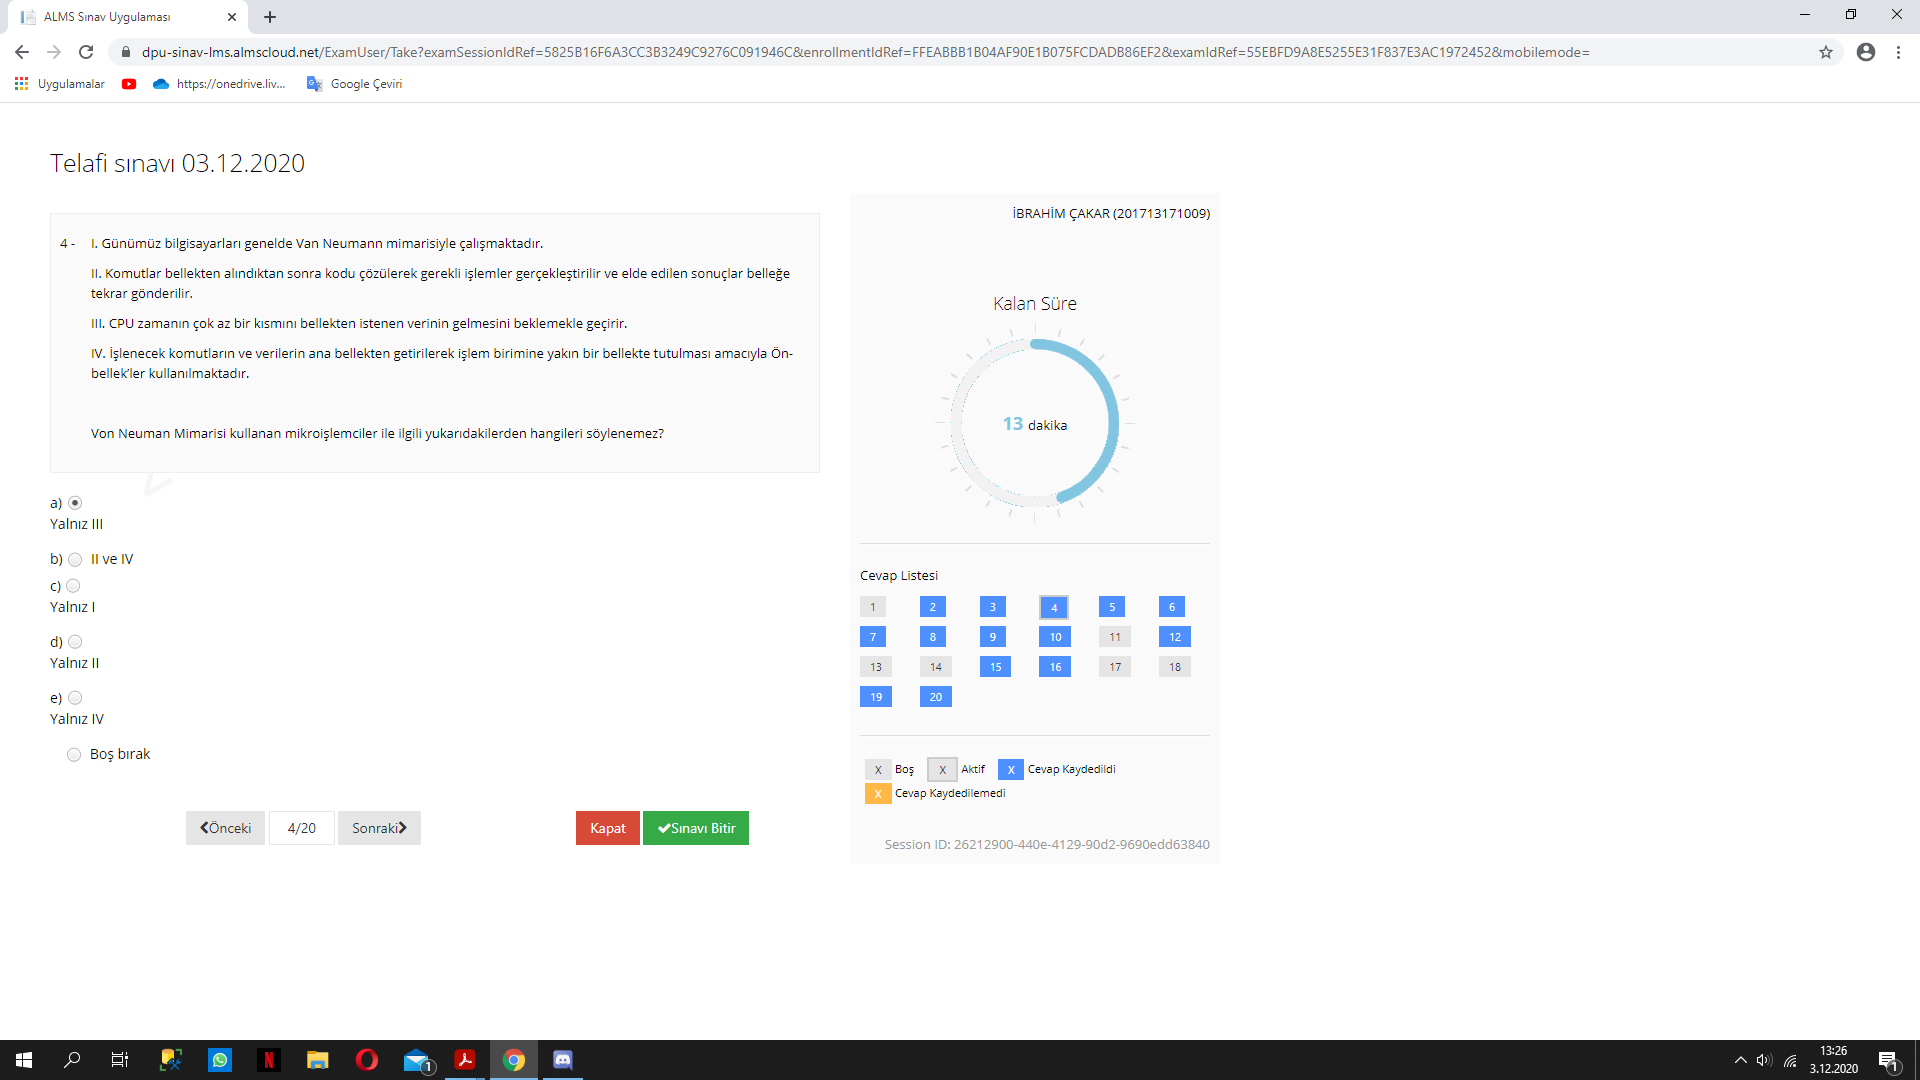 ALMS Sınav Uygulaması
dpu-sinav-lms.almscloud.net/ExamUser/Take?examSessionIdRef=5825B16F6A3CC3B3249C9276C091946C&enrollmentIdRef=FFEABBB1B04AF90E1B075FCDADB86EF2&examIdRef=55EBFD9A8E5255E31F837E3AC1972452&mobilemode=
Uygulamalar https://onedrive.liv... Google Çeviri
Telafi sınavı 03.12.2020
İBRAHİM ÇAKAR (201713171009)
4 - I. Günümüz bilgisayarları genelde Van Neumann mimarisiyle çalışmaktadır.
II. Komutlar bellekten alındıktan sonra kodu çözülerek gerekli işlemler gerçekleştirilir ve elde edilen sonuçlar belleğe
tekrar gönderilir.
III. CPU zamanın çok az bir kısmını bellekten istenen verinin gelmesini beklemekle geçirir.
IV. İşlenecek komutların ve verilerin ana bellekten getirilerek işlem birimine yakın bir bellekte tutulması amacıyla Ön-
bellek'ler kullanılmaktadır.
Von Neuman Mimarisi kullanan mikroişlemciler ile ilgili yukarıdakilerden hangileri söylenemez?
a)
Yalnız III
b) II ve IV
c)
Yalnız I
d)
Yalnız II
e)
Yalnız IV
Boş bırak
Önceki 4/20 Sonraki Kapat Sınavı Bitir
Kalan Süre
13 dakika
Cevap Listesi
1 2 3 4 5 6
7 8 9 10 11 12
13 14 15 16 17 18
19 20
X Boş X Aktif X Cevap Kaydedildi
X Cevap Kaydedilemedi
Session ID: 26212900-440e-4129-90d2-9690edd63840
1
13:26
3.12.2020
1